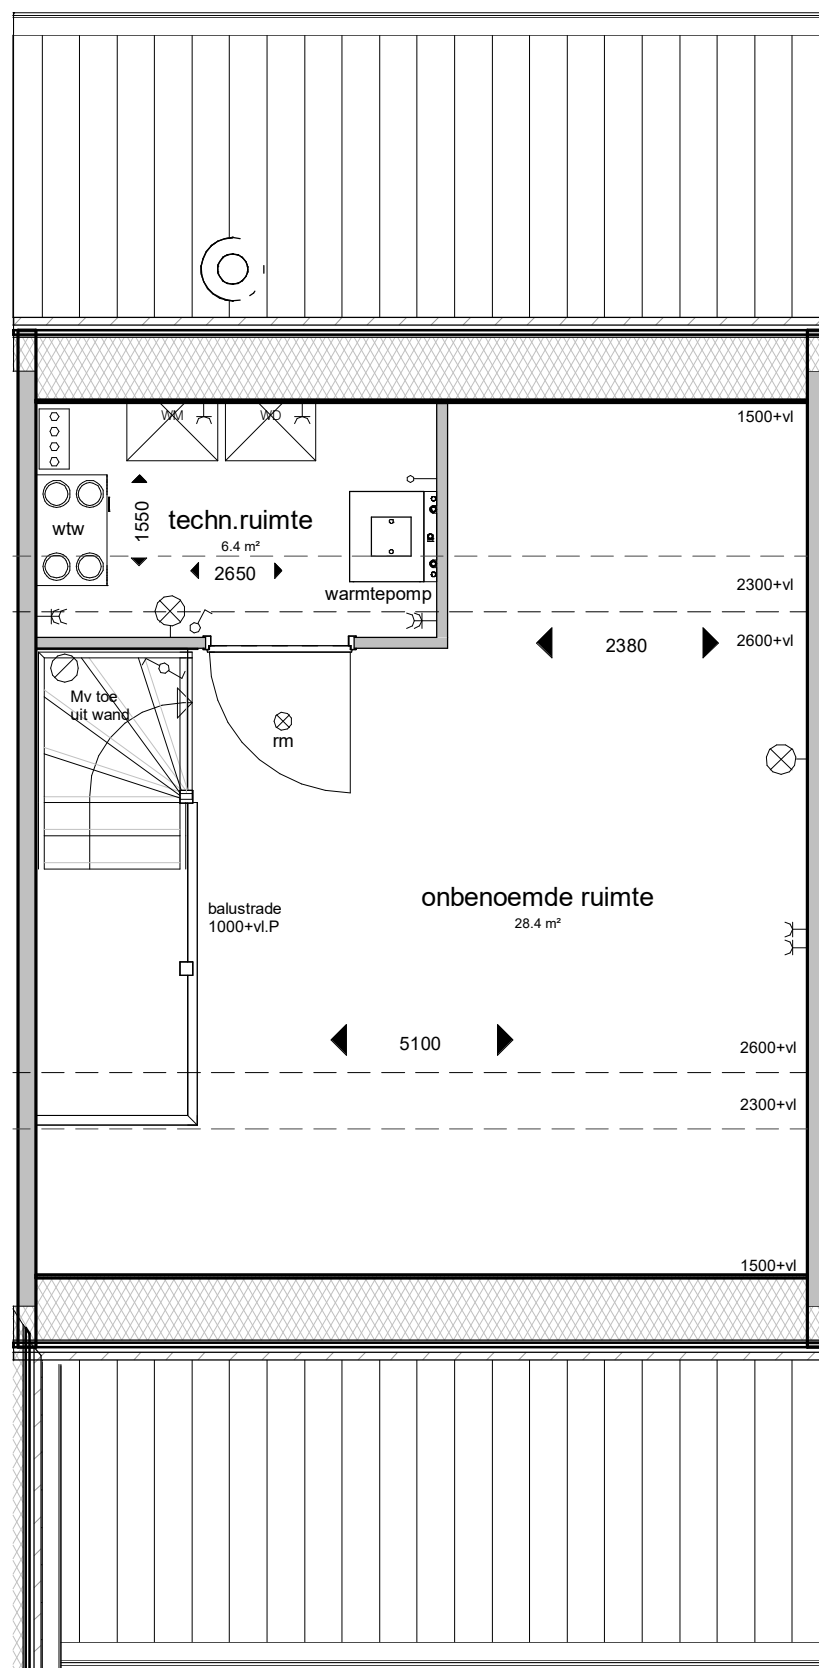 WM
WD
1500+vl
wtw
1550
techn.ruimte
6.4 m²
2650
warmtepomp
2300+vl
2380
2600+vl
Mv toe
uit wand
rm
onbenoemde ruimte
28.4 m²
balustrade
1000+vl.P
5100
2600+vl
2300+vl
1500+vl